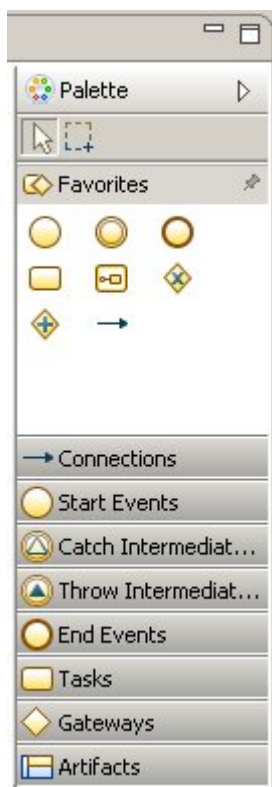 Palette
Favorites
Connections
Start Events
Catch Intermediat...
Throw Intermediat...
End Events
Tasks
Gateways
Artifacts